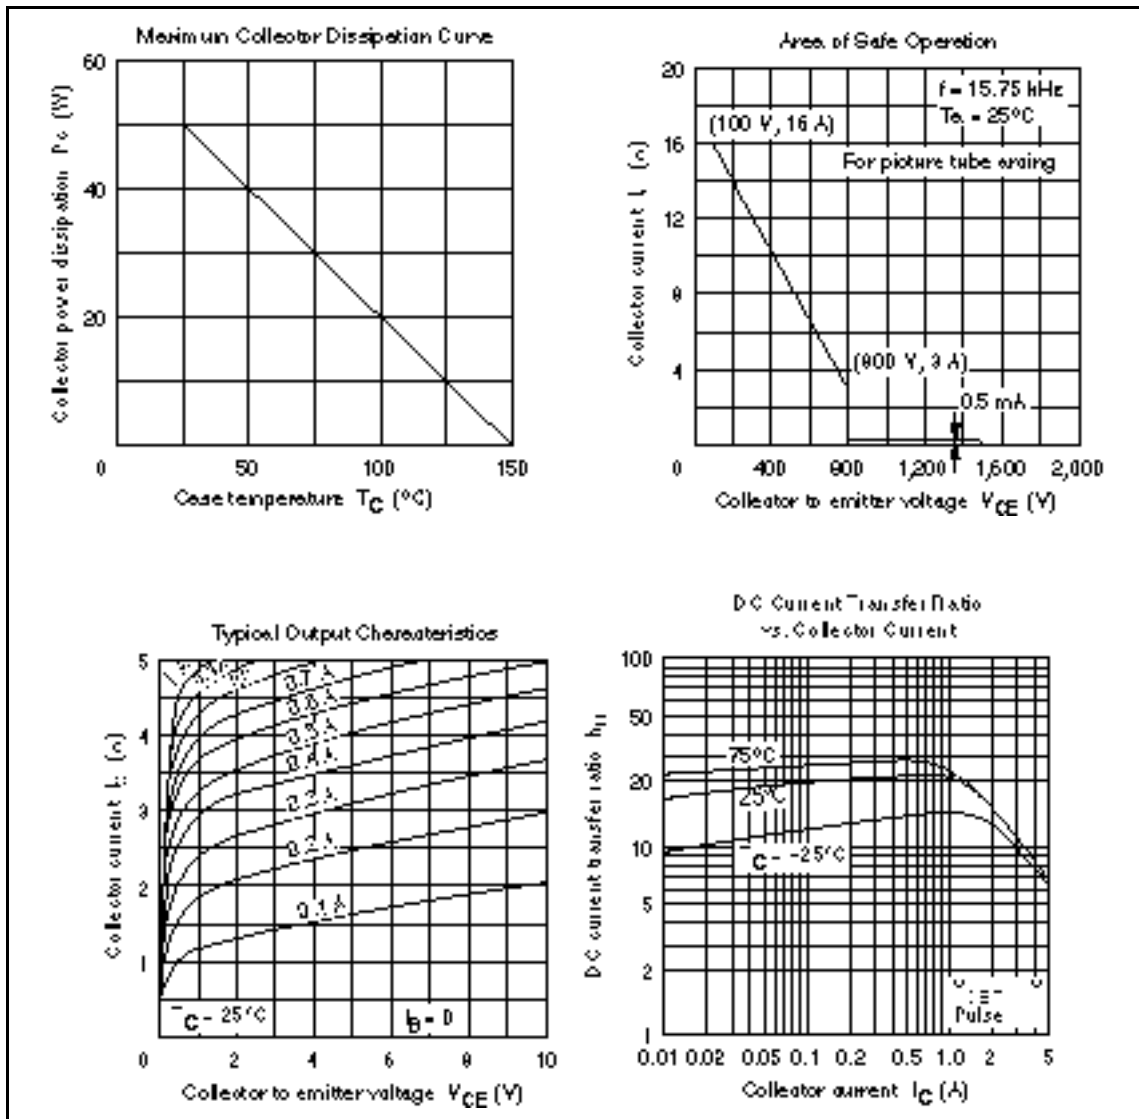 Maximum Collector Dissipation Curve
60
40
20
0
50
100
150
Collector power dissipation Pc (W)
Case temperature TC (°C)
Area of Safe Operation
20
16
12
8
4
0
400
800
1,200
1,600
2,000
f = 15.75 kHz
Ta = 25°C
(100 V, 16 A)
For picture tube arcing
(800 V, 3 A)
0.5 mA
Collector current
Collector to emitter voltage VCE (V)
Typical Output Characteristics
5
4
3
2
1
0
2
4
6
8
10
0.7 A
0.6 A
0.5 A
0.4 A
0.3 A
0.2 A
0.1 A
TC = 25°C
IB = 0
Collector current
Collector to emitter voltage VCE (V)
DC Current Transfer Ratio
vs. Collector Current
100
50
20
10
5
2
1
0.01
0.02
0.05
0.1
0.2
0.5
1.0
2
5
75°C
25°C
TC = –25°C
Pulse
DC current transfer ratio
Collector current IC (A)